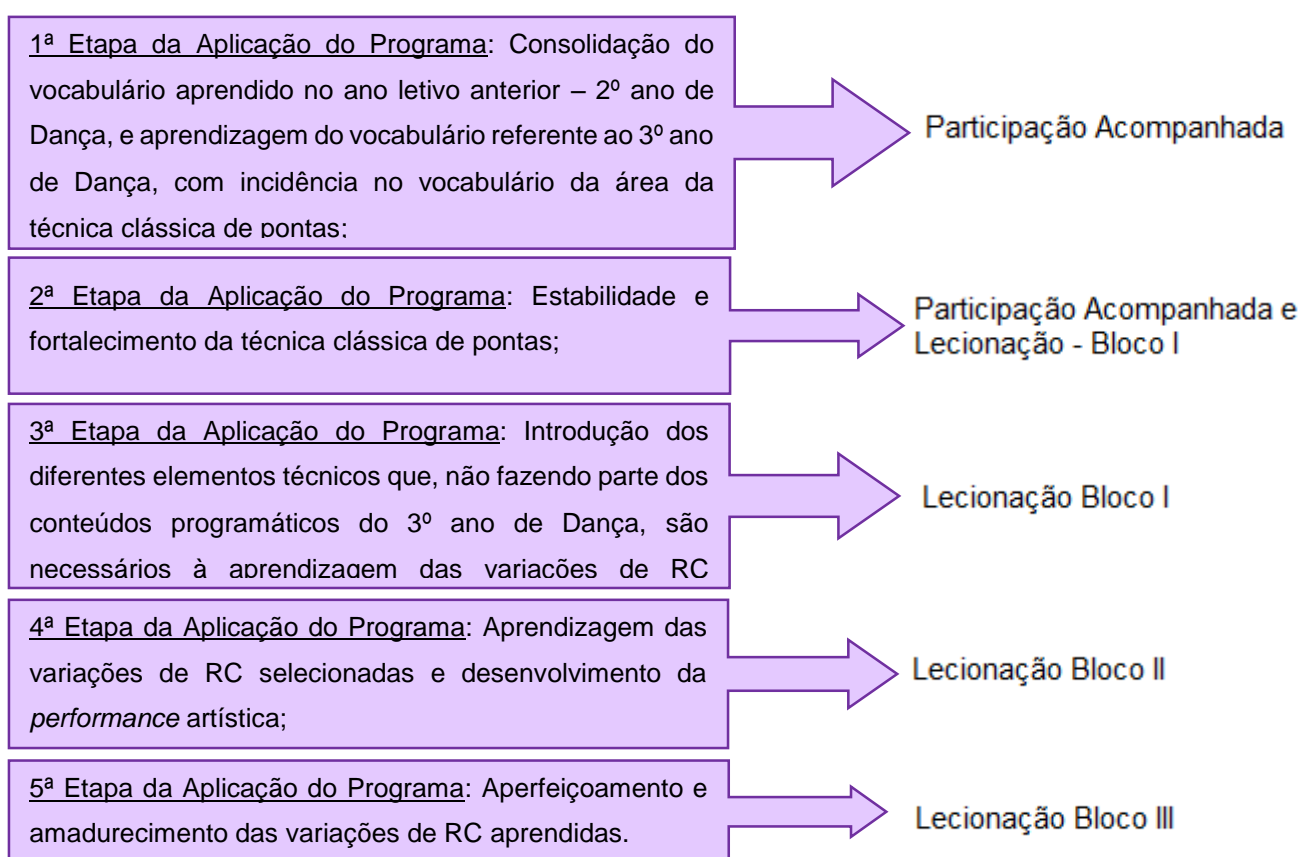 1ª Etapa da Aplicação do Programa: Consolidação do
vocabulário aprendido no ano letivo anterior – 2º ano de
Dança, e aprendizagem do vocabulário referente ao 3º ano
de Dança, com incidência no vocabulário da área da
técnica clássica de pontas;
Participação Acompanhada
2ª Etapa da Aplicação do Programa: Estabilidade e
fortalecimento da técnica clássica de pontas;
Participação Acompanhada e
Lecionação - Bloco I
3ª Etapa da Aplicação do Programa: Introdução dos
diferentes elementos técnicos que, não fazendo parte dos
conteúdos programáticos do 3º ano de Dança, são
necessários à aprendizagem das variações de RC
Lecionação Bloco I
4ª Etapa da Aplicação do Programa: Aprendizagem das
variações de RC selecionadas e desenvolvimento da
performance artística;
Lecionação Bloco II
5ª Etapa da Aplicação do Programa: Aperfeiçoamento e
amadurecimento das variações de RC aprendidas.
Lecionação Bloco III